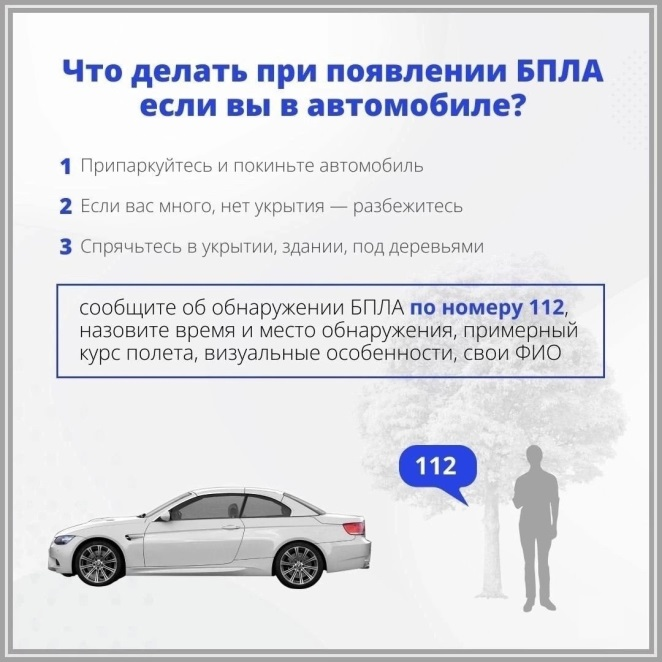 Что делать при появлении БПЛА
если вы в автомобиле?
1 Припаркуйтесь и покиньте автомобиль
2 Если вас много, нет укрытия — разбежитесь
3 Спрячьтесь в укрытии, здании, под деревьями
сообщите об обнаружении БПЛА по номеру 112,
назовите время и место обнаружения, примерный
курс полета, визуальные особенности, свои ФИО
112